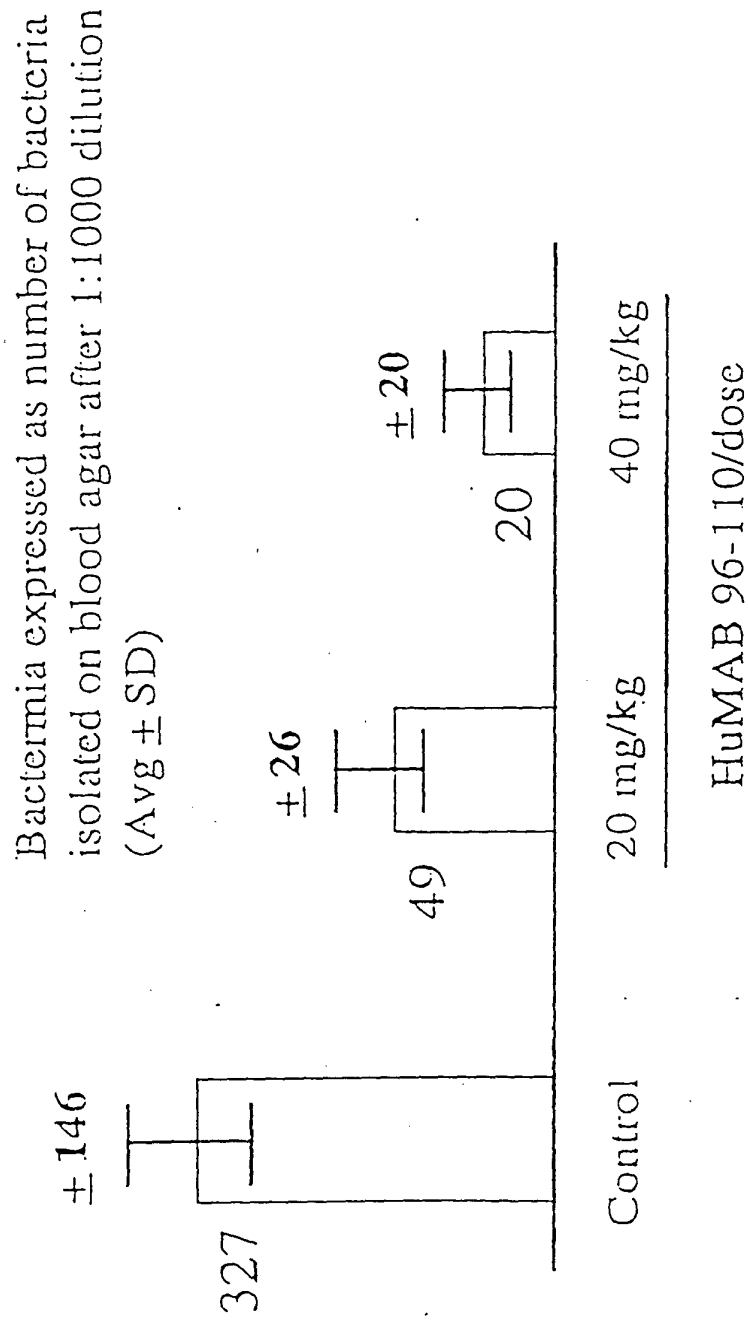 Bactermia expressed as number of bacteria
isolated on blood agar after 1:1000 dilution
(Avg ± SD)
±146
327
±26
49
±20
20
Control
20 mg/kg
40 mg/kg
HuMAB 96-110/dose